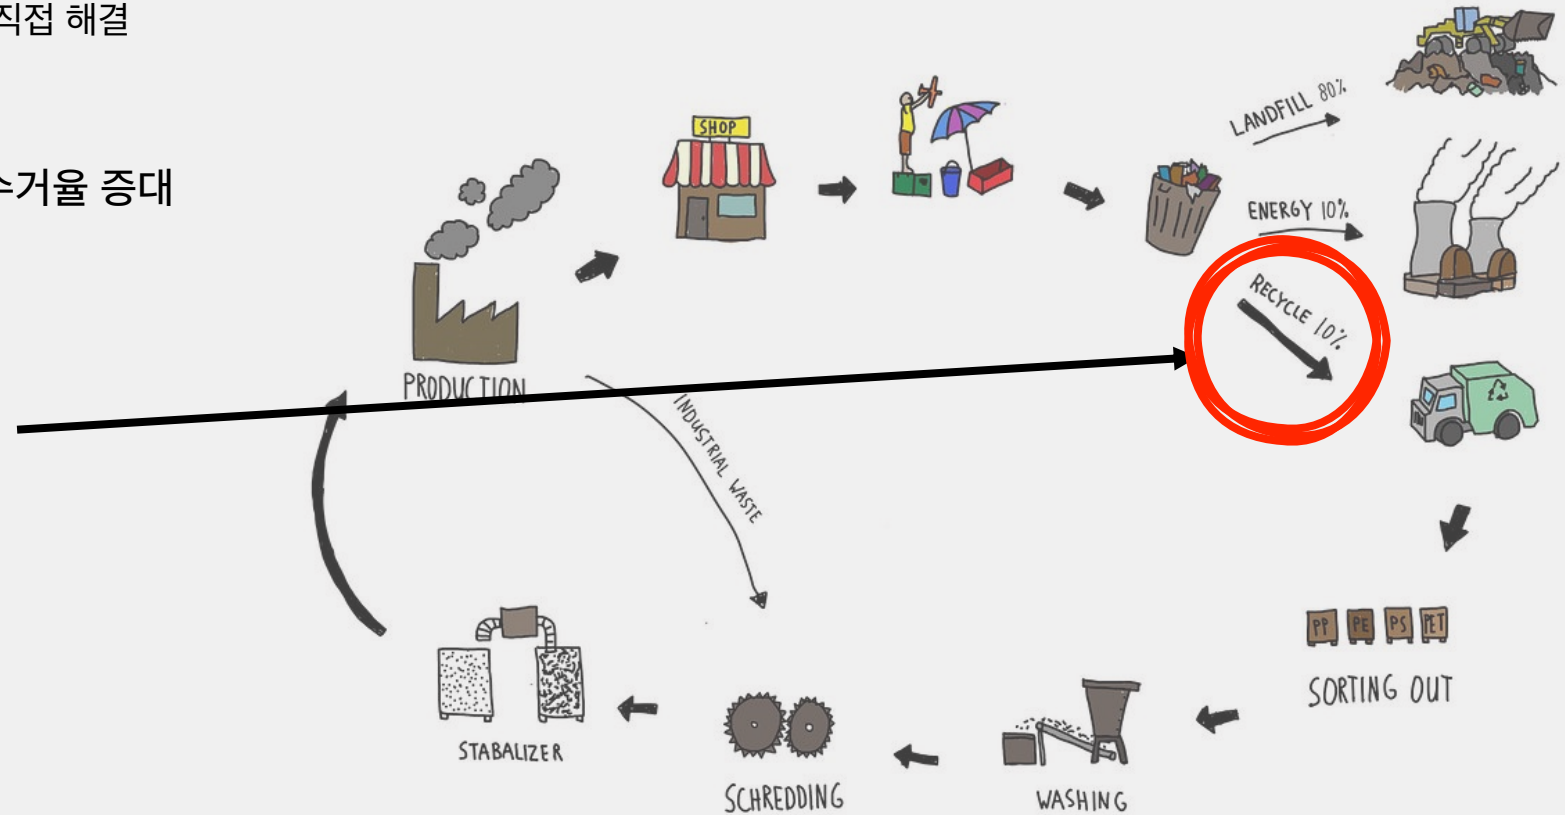 직접 해결
수거율 증대
SHOP
LANDFILL 80%
ENERGY 10%
RECYCLE 10%
PRODUCTION
INDUSTRIAL WASTE
PP PE PS PET
SORTING OUT
WASHING
SCHREDDING
STABALIZER